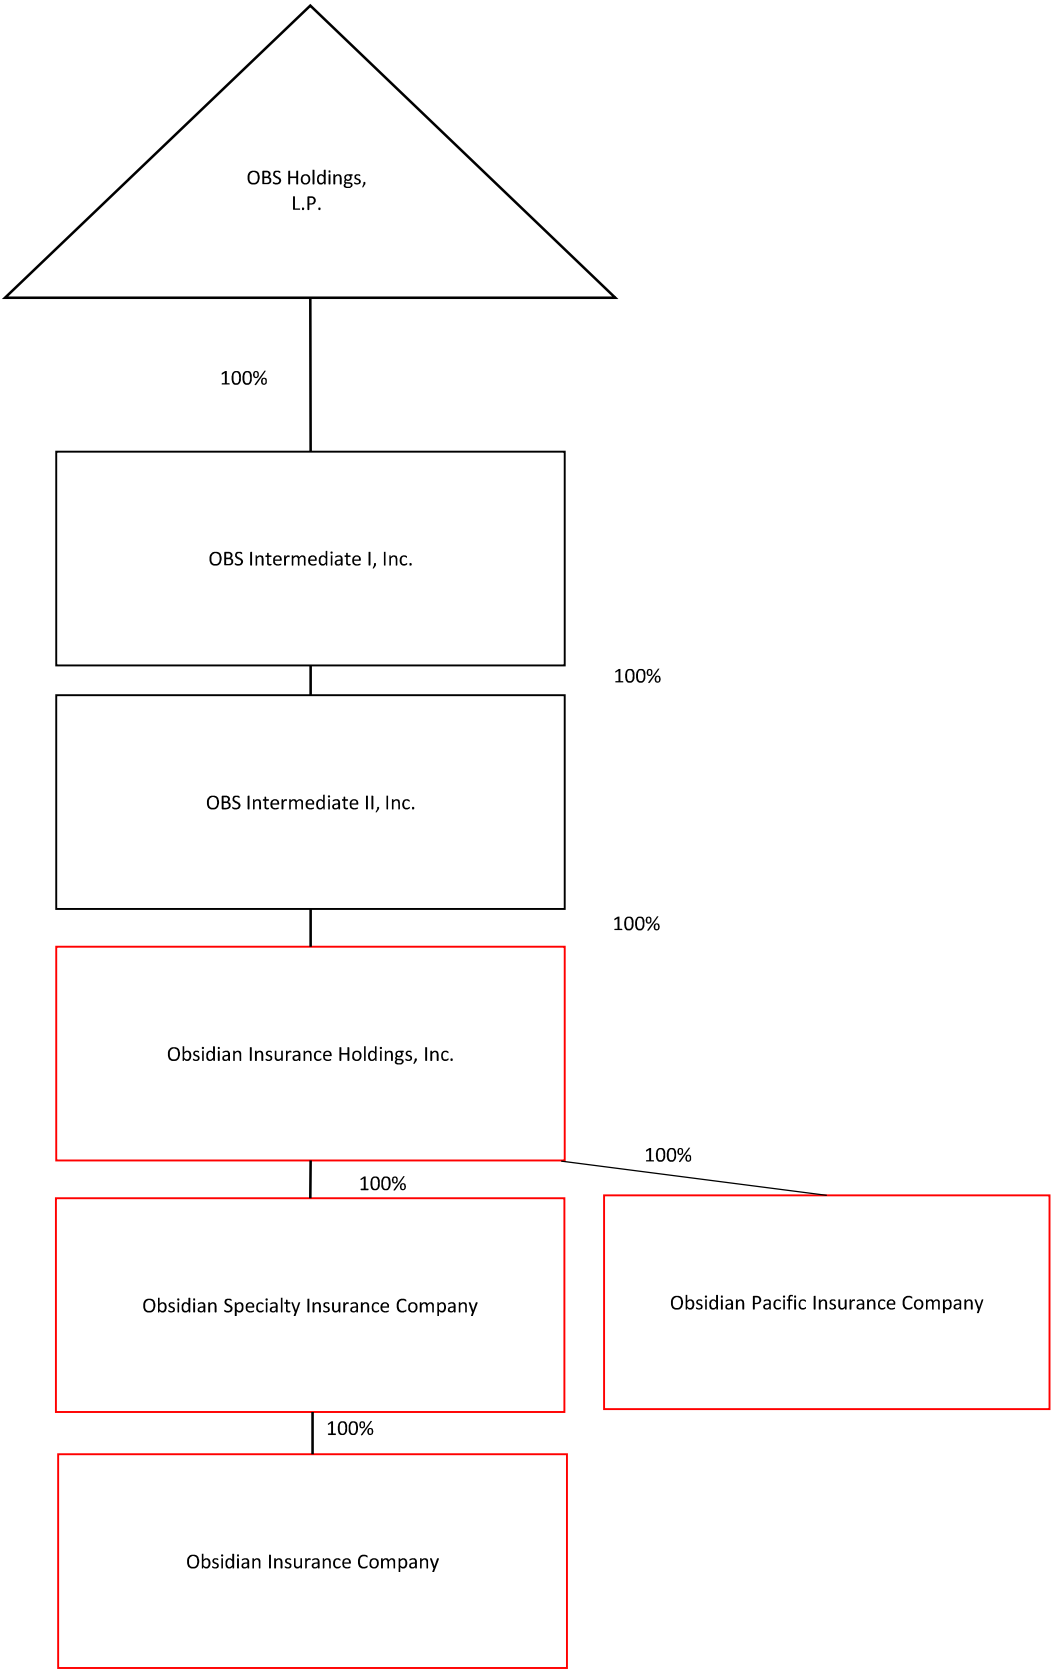 OBS Holdings,
L.P.
100%
OBS Intermediate I, Inc.
100%
OBS Intermediate II, Inc.
100%
Obsidian Insurance Holdings, Inc.
100%
100%
Obsidian Specialty Insurance Company
Obsidian Pacific Insurance Company
100%
Obsidian Insurance Company